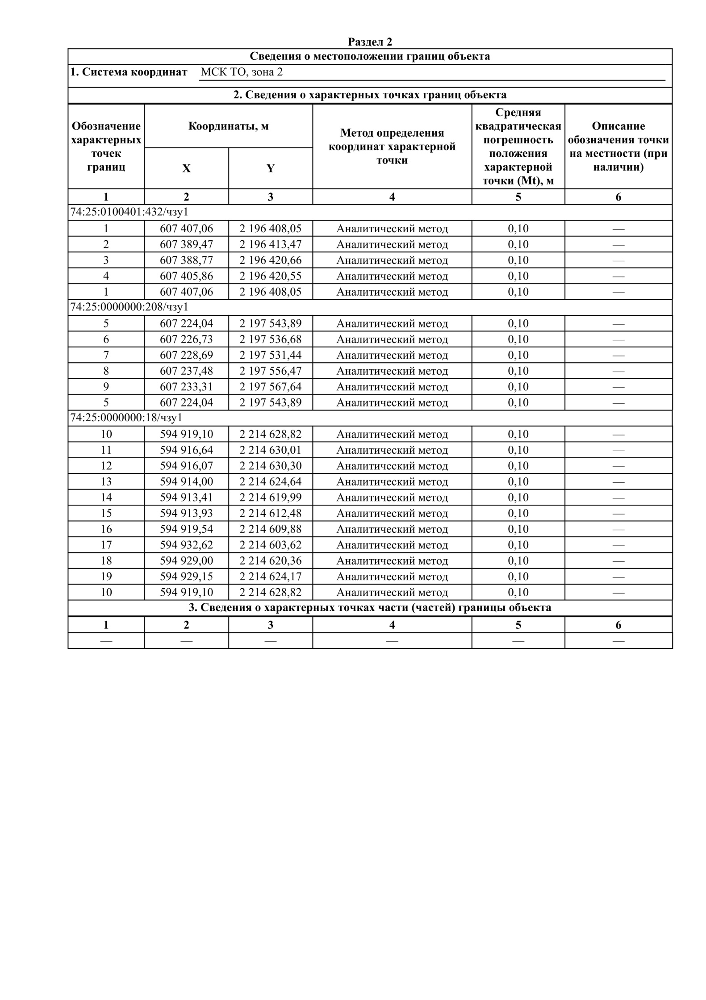 Раздел 2
Сведения о местоположении границ объекта
1. Система координат МСК ТО, зона 2
2. Сведения о характерных точках границ объекта
Обозначение характерных точек границ
Координаты, м
X Y
Метод определения координат характерной точки
Средняя квадратическая погрешность положения характерной точки (Mt), м
Описание обозначения точки на местности (при наличии)
1 2 3 4 5 6
74:25:0100401:432/чзу1
1 607 407,06 2 196 408,05 Аналитический метод 0,10 —
2 607 389,47 2 196 413,47 Аналитический метод 0,10 —
3 607 388,77 2 196 420,66 Аналитический метод 0,10 —
4 607 405,86 2 196 420,55 Аналитический метод 0,10 —
1 607 407,06 2 196 408,05 Аналитический метод 0,10 —
74:25:0000000:208/чзу1
5 607 224,04 2 197 543,89 Аналитический метод 0,10 —
6 607 226,73 2 197 536,68 Аналитический метод 0,10 —
7 607 228,69 2 197 531,44 Аналитический метод 0,10 —
8 607 237,48 2 197 556,47 Аналитический метод 0,10 —
9 607 233,31 2 197 567,64 Аналитический метод 0,10 —
5 607 224,04 2 197 543,89 Аналитический метод 0,10 —
74:25:0000000:18/чзу1
10 594 919,10 2 214 628,82 Аналитический метод 0,10 —
11 594 916,64 2 214 630,01 Аналитический метод 0,10 —
12 594 916,07 2 214 630,30 Аналитический метод 0,10 —
13 594 914,00 2 214 624,64 Аналитический метод 0,10 —
14 594 913,41 2 214 619,99 Аналитический метод 0,10 —
15 594 913,93 2 214 612,48 Аналитический метод 0,10 —
16 594 919,54 2 214 609,88 Аналитический метод 0,10 —
17 594 932,62 2 214 603,62 Аналитический метод 0,10 —
18 594 929,00 2 214 620,36 Аналитический метод 0,10 —
19 594 929,15 2 214 624,17 Аналитический метод 0,10 —
10 594 919,10 2 214 628,82 Аналитический метод 0,10 —
3. Сведения о характерных точках части (частей) границы объекта
1 2 3 4 5 6
— — — — — —